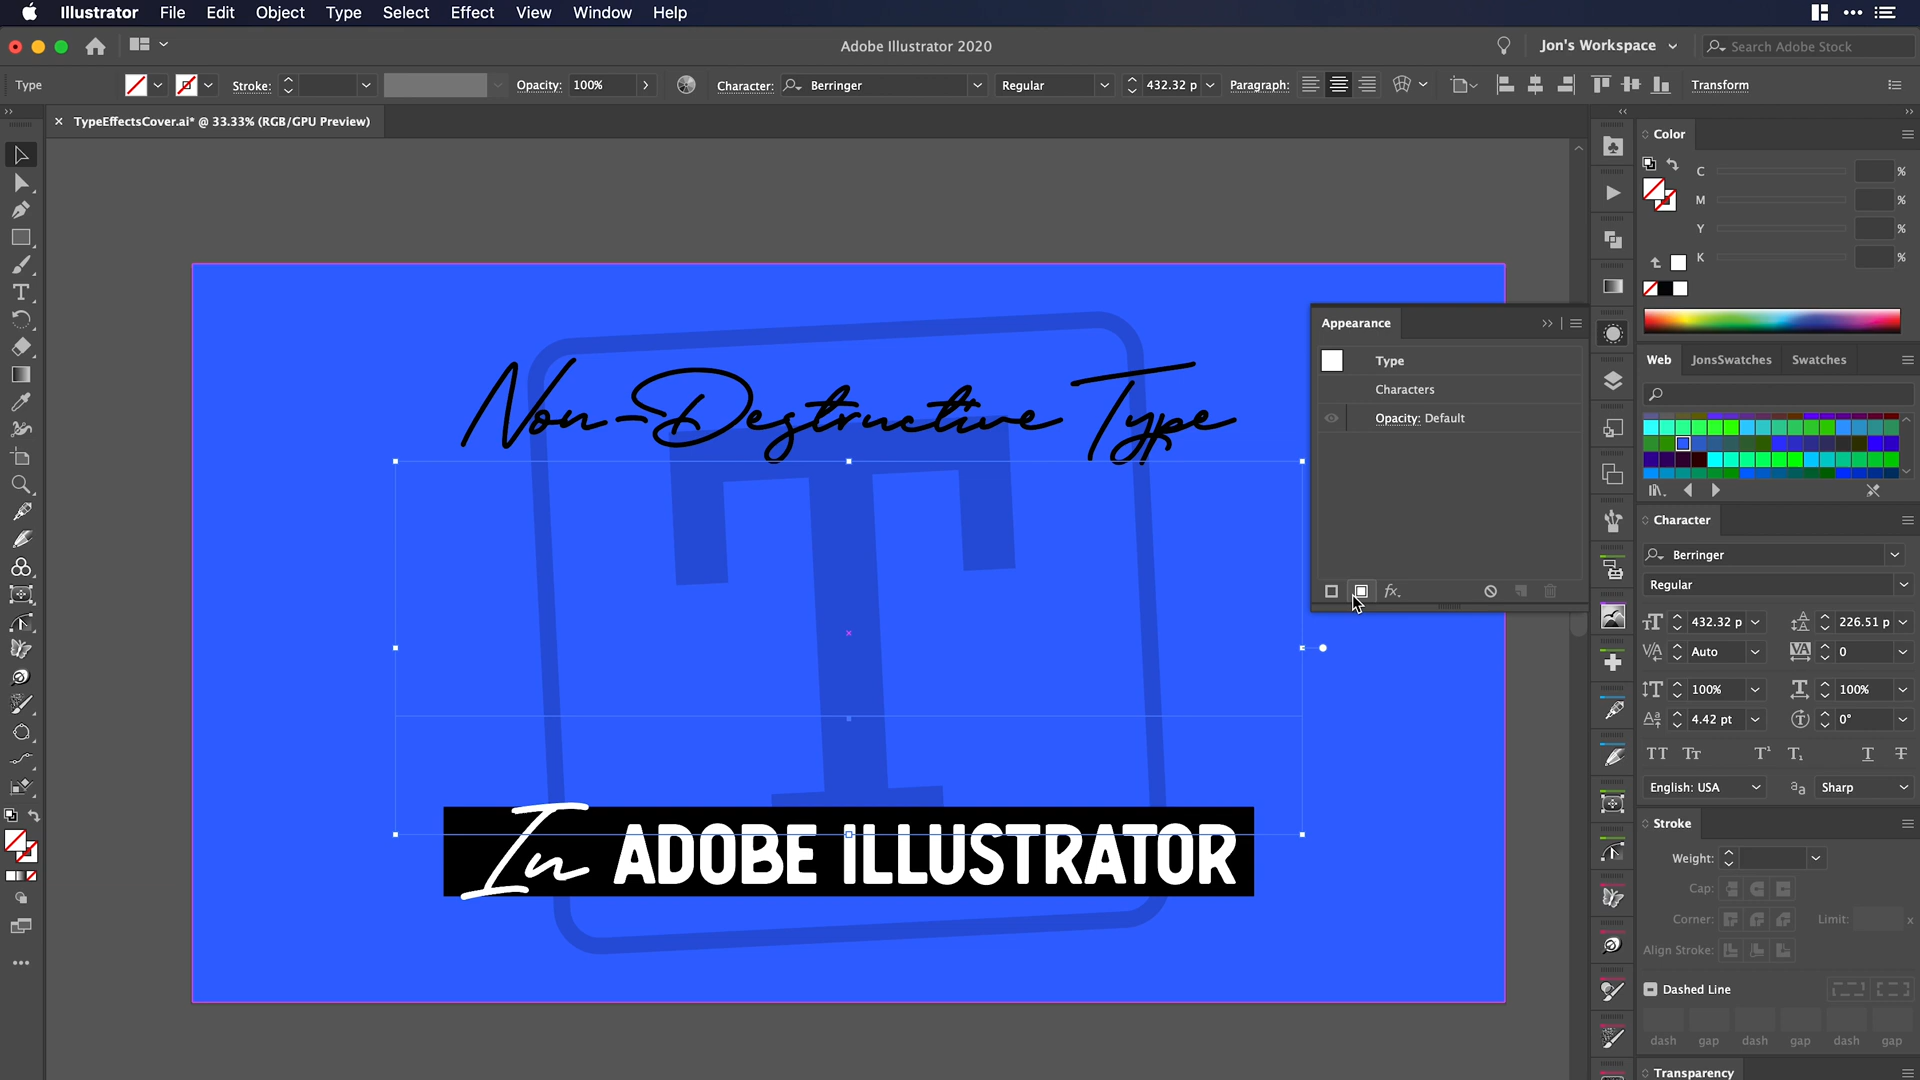 Illustrator File Edit Object Type Select Effect View Window Help
Adobe Illustrator 2020
Jon's Workspace
Search Adobe Stock
Type
Stroke:
Opacity: 100%
Character: Berringer
Regular
432.32 p
Paragraph:
Transform
× TypeEffectsCover.ai* @ 33.33% (RGB/GPU Preview)
Non-Destructive Type
T
In ADOBE ILLUSTRATOR
Appearance
Type
Characters
Opacity: Default
fx
Color
C %
M %
Y %
K %
Web JonsSwatches Swatches
Character
Berringer
Regular
432.32 p 226.51 p
Auto 0
100% 100%
4.42 pt 0°
English: USA
Sharp
Stroke
Weight:
Cap:
Corner: Limit: x
Align Stroke:
Dashed Line
dash gap dash gap dash gap
Transparency